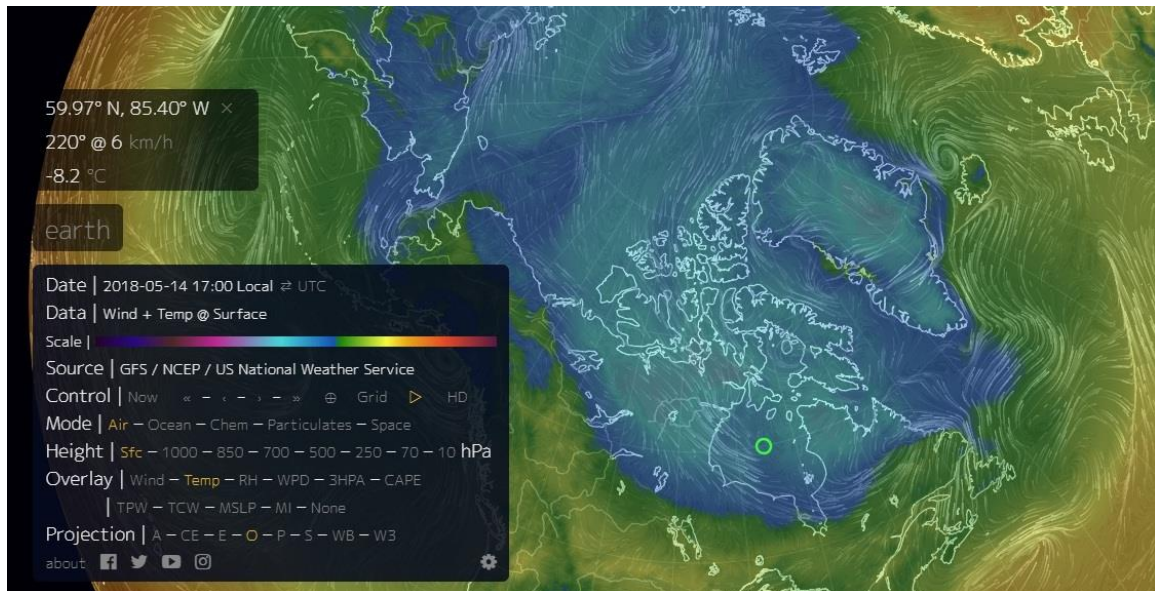 59.97° N, 85.40° W ×
220° @ 6 km/h
-8.2 °C
earth
Date | 2018-05-14 17:00 Local ⇄ UTC
Data | Wind + Temp @ Surface
Scale |
Source | GFS / NCEP / US National Weather Service
Control | Now « – ‹ – › – » ⊕ Grid ▷ HD
Mode | Air – Ocean – Chem – Particulates – Space
Height | Sfc – 1000 – 850 – 700 – 500 – 250 – 70 – 10 hPa
Overlay | Wind – Temp – RH – WPD – 3HPA – CAPE
| TPW – TCW – MSLP – MI – None
Projection | A – CE – E – O – P – S – WB – W3
about